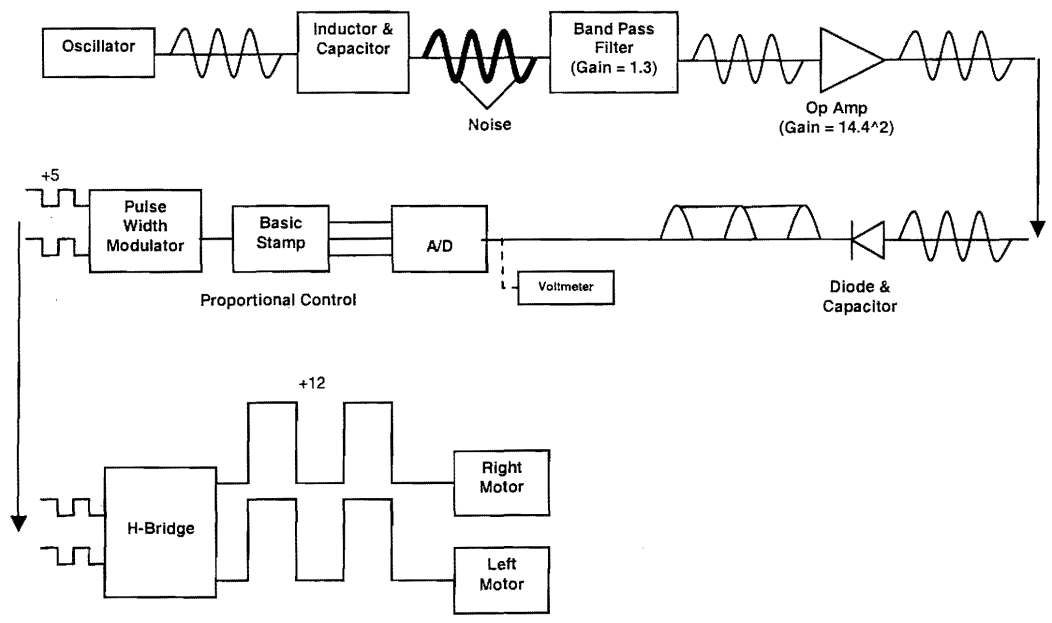 Oscillator
Inductor &
Capacitor
Noise
Band Pass
Filter
(Gain = 1.3)
Op Amp
(Gain = 14.4^2)
+5
Pulse
Width
Modulator
Basic
Stamp
A/D
Voltmeter
Proportional Control
Diode &
Capacitor
+12
H-Bridge
Right
Motor
Left
Motor